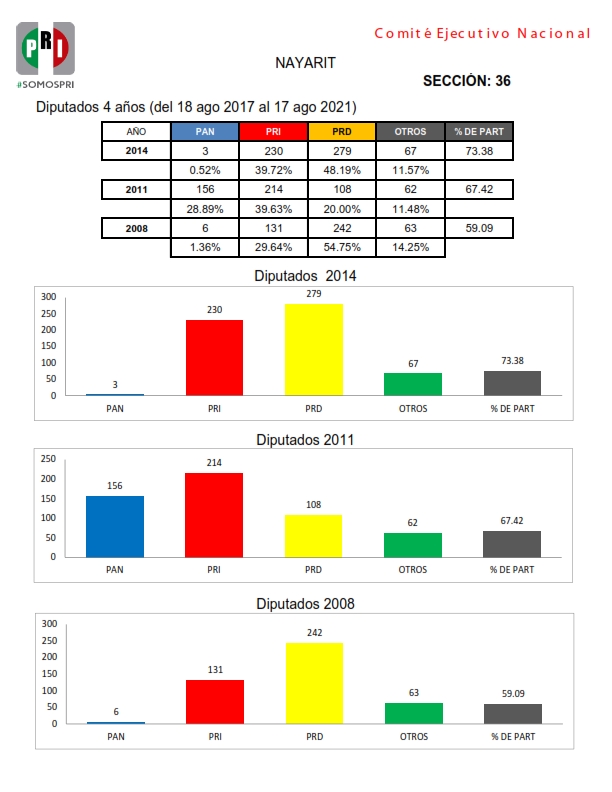 Comité Ejecutivo Nacional
PRI
#SOMOSPRI
NAYARIT
SECCIÓN: 36
Diputados 4 años (del 18 ago 2017 al 17 ago 2021)
AÑO PAN PRI PRD OTROS % DE PART
2014 3 230 279 67 73.38
0.52% 39.72% 48.19% 11.57%
2011 156 214 108 62 67.42
28.89% 39.63% 20.00% 11.48%
2008 6 131 242 63 59.09
1.36% 29.64% 54.75% 14.25%
Diputados 2014
300
250
200
150
100
50
0
3 230 279 67 73.38
PAN PRI PRD OTROS % DE PART
Diputados 2011
250
200
150
100
50
0
156 214 108 62 67.42
PAN PRI PRD OTROS % DE PART
Diputados 2008
300
250
200
150
100
50
0
6 131 242 63 59.09
PAN PRI PRD OTROS % DE PART